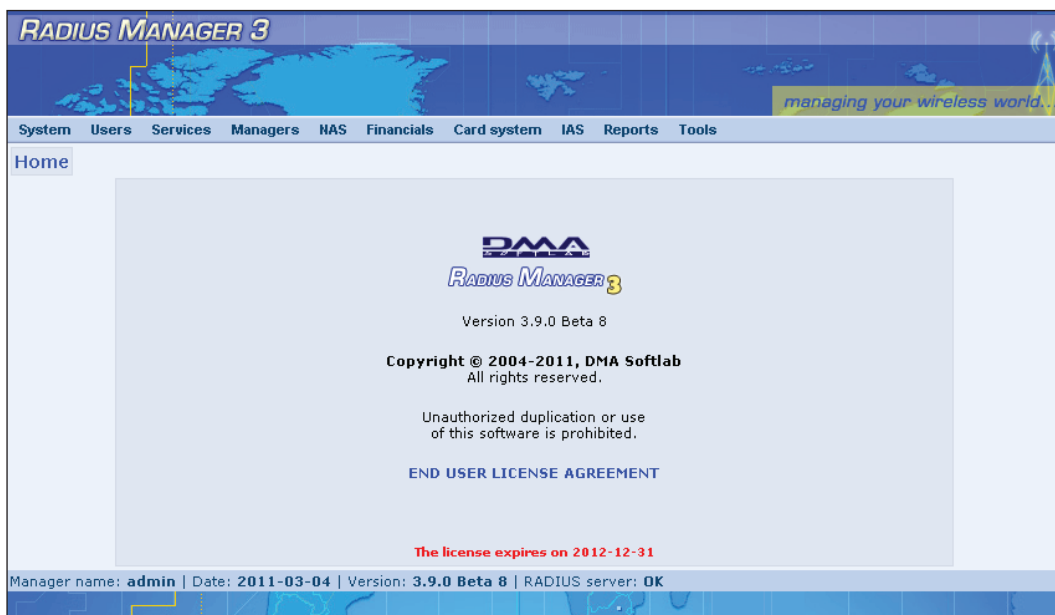 RADIUS MANAGER 3
managing your wireless world...
System Users Services Managers NAS Financials Card system IAS Reports Tools
Home
DMA
SOFTLAB
RADIUS MANAGER 3
Version 3.9.0 Beta 8
Copyright © 2004-2011, DMA Softlab
All rights reserved.
Unauthorized duplication or use
of this software is prohibited.
END USER LICENSE AGREEMENT
The license expires on 2012-12-31
Manager name: admin | Date: 2011-03-04 | Version: 3.9.0 Beta 8 | RADIUS server: OK